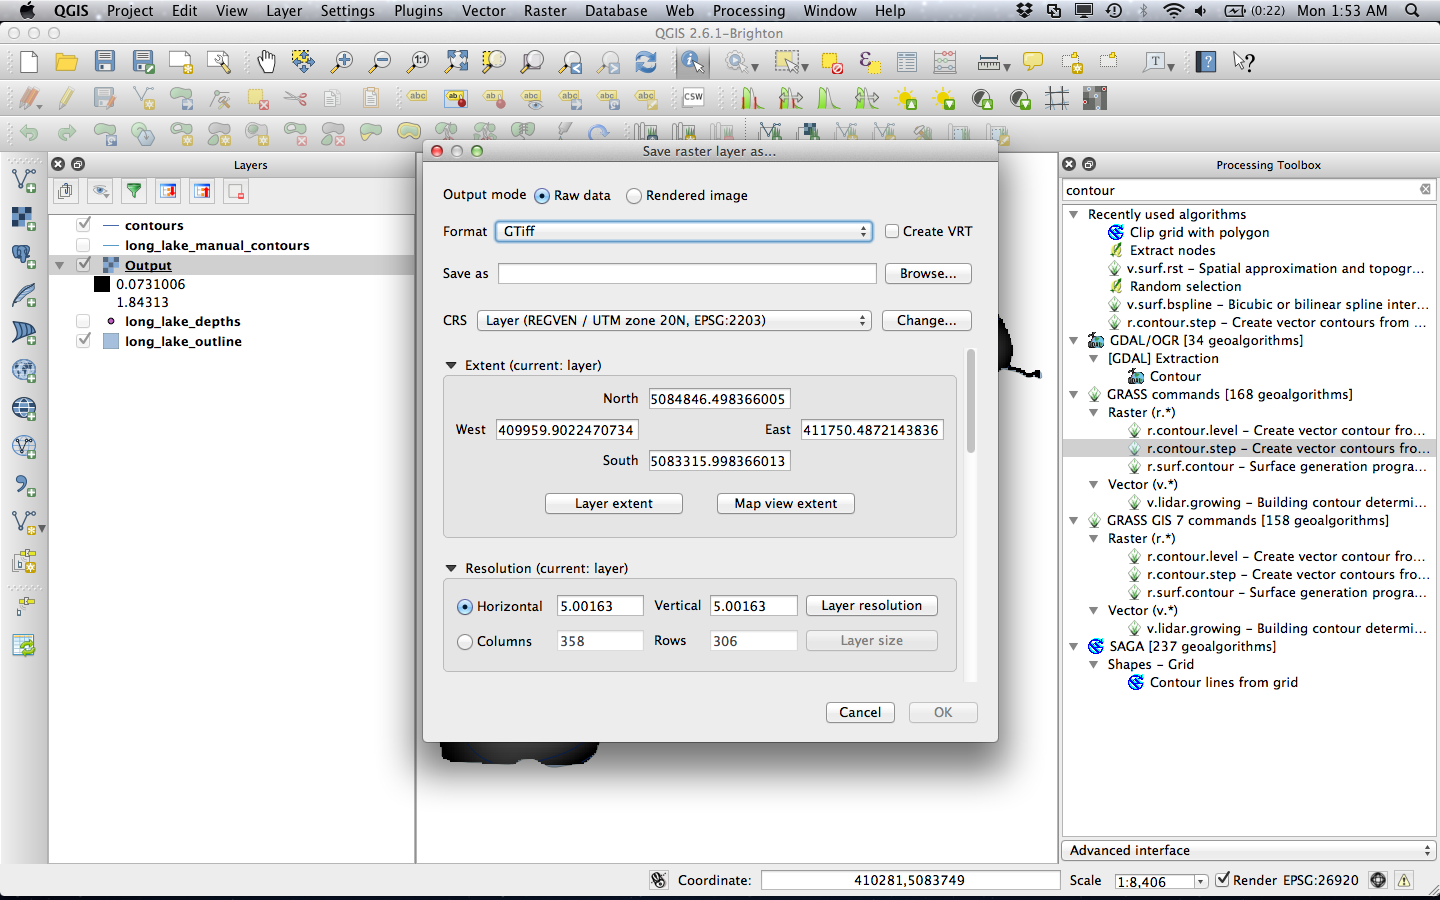 QGIS Project Edit View Layer Settings Plugins Vector Raster Database Web Processing Window Help (0:22) Mon 1:53 AM
QGIS 2.6.1-Brighton
CSW
Layers
contours
long_lake_manual_contours
Output
0.0731006
1.84313
long_lake_depths
long_lake_outline
Save raster layer as...
Output mode Raw data Rendered image
Format GTiff Create VRT
Save as Browse...
CRS Layer (REGVEN / UTM zone 20N, EPSG:2203) Change...
Extent (current: layer)
North 5084846.498366005
West 409959.9022470734 East 411750.4872143836
South 5083315.998366013
Layer extent Map view extent
Resolution (current: layer)
Horizontal 5.00163 Vertical 5.00163 Layer resolution
Columns 358 Rows 306 Layer size
Cancel OK
Processing Toolbox
contour
Recently used algorithms
Clip grid with polygon
Extract nodes
v.surf.rst - Spatial approximation and topogr...
Random selection
v.surf.bspline - Bicubic or bilinear spline inter...
r.contour.step - Create vector contours from ...
GDAL/OGR [34 geoalgorithms]
[GDAL] Extraction
Contour
GRASS commands [168 geoalgorithms]
Raster (r.*)
r.contour.level - Create vector contour fro...
r.contour.step - Create vector contours fro...
r.surf.contour - Surface generation progra...
Vector (v.*)
v.lidar.growing - Building contour determi...
GRASS GIS 7 commands [158 geoalgorithms]
Raster (r.*)
r.contour.level - Create vector contour fro...
r.contour.step - Create vector contours fro...
r.surf.contour - Surface generation progra...
Vector (v.*)
v.lidar.growing - Building contour determi...
SAGA [237 geoalgorithms]
Shapes - Grid
Contour lines from grid
Advanced interface
Coordinate: 410281,5083749 Scale 1:8,406 Render EPSG:26920